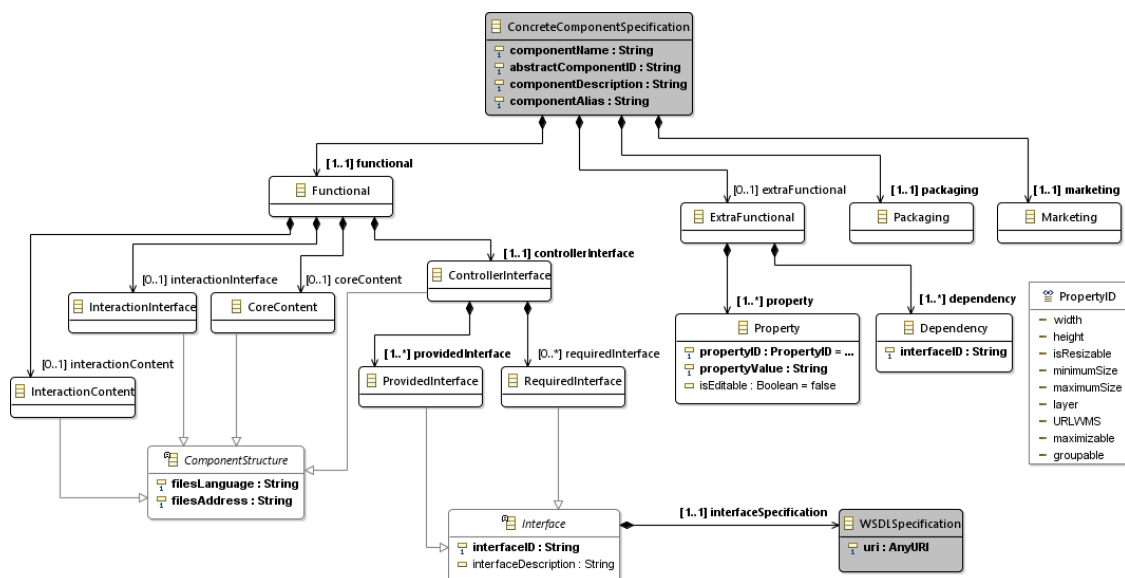 ConcreteComponentSpecification
componentName : String
abstractComponentID : String
componentDescription : String
componentAlias : String
[1..1] functional
Functional
[0..1] extraFunctional
ExtraFunctional
[1..1] packaging
Packaging
[1..1] marketing
Marketing
[0..1] interactionInterface
InteractionInterface
[0..1] coreContent
CoreContent
[1..1] controllerInterface
ControllerInterface
[0..1] interactionContent
InteractionContent
[1..*] providedInterface
ProvidedInterface
[0..*] requiredInterface
RequiredInterface
[1..*] property
Property
propertyID : PropertyID = ...
propertyValue : String
isEditable : Boolean = false
[1..*] dependency
Dependency
interfaceID : String
PropertyID
width
height
isResizable
minimumSize
maximumSize
layer
URLWMS
maximizable
groupable
ComponentStructure
filesLanguage : String
filesAddress : String
Interface
interfaceID : String
interfaceDescription : String
[1..1] interfaceSpecification
WSDLSpecification
uri : AnyURI